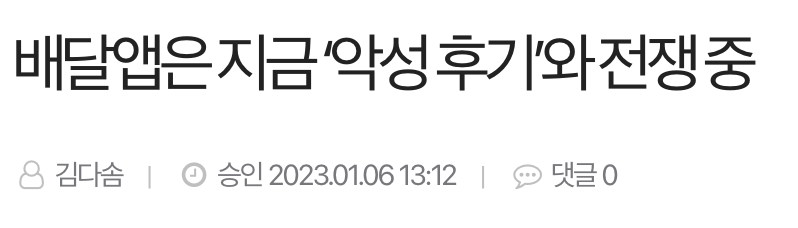 배달앱은 지금 ‘악성 후기’와 전쟁 중
김다솜 | 승인 2023.01.06 13:12 | 댓글 0